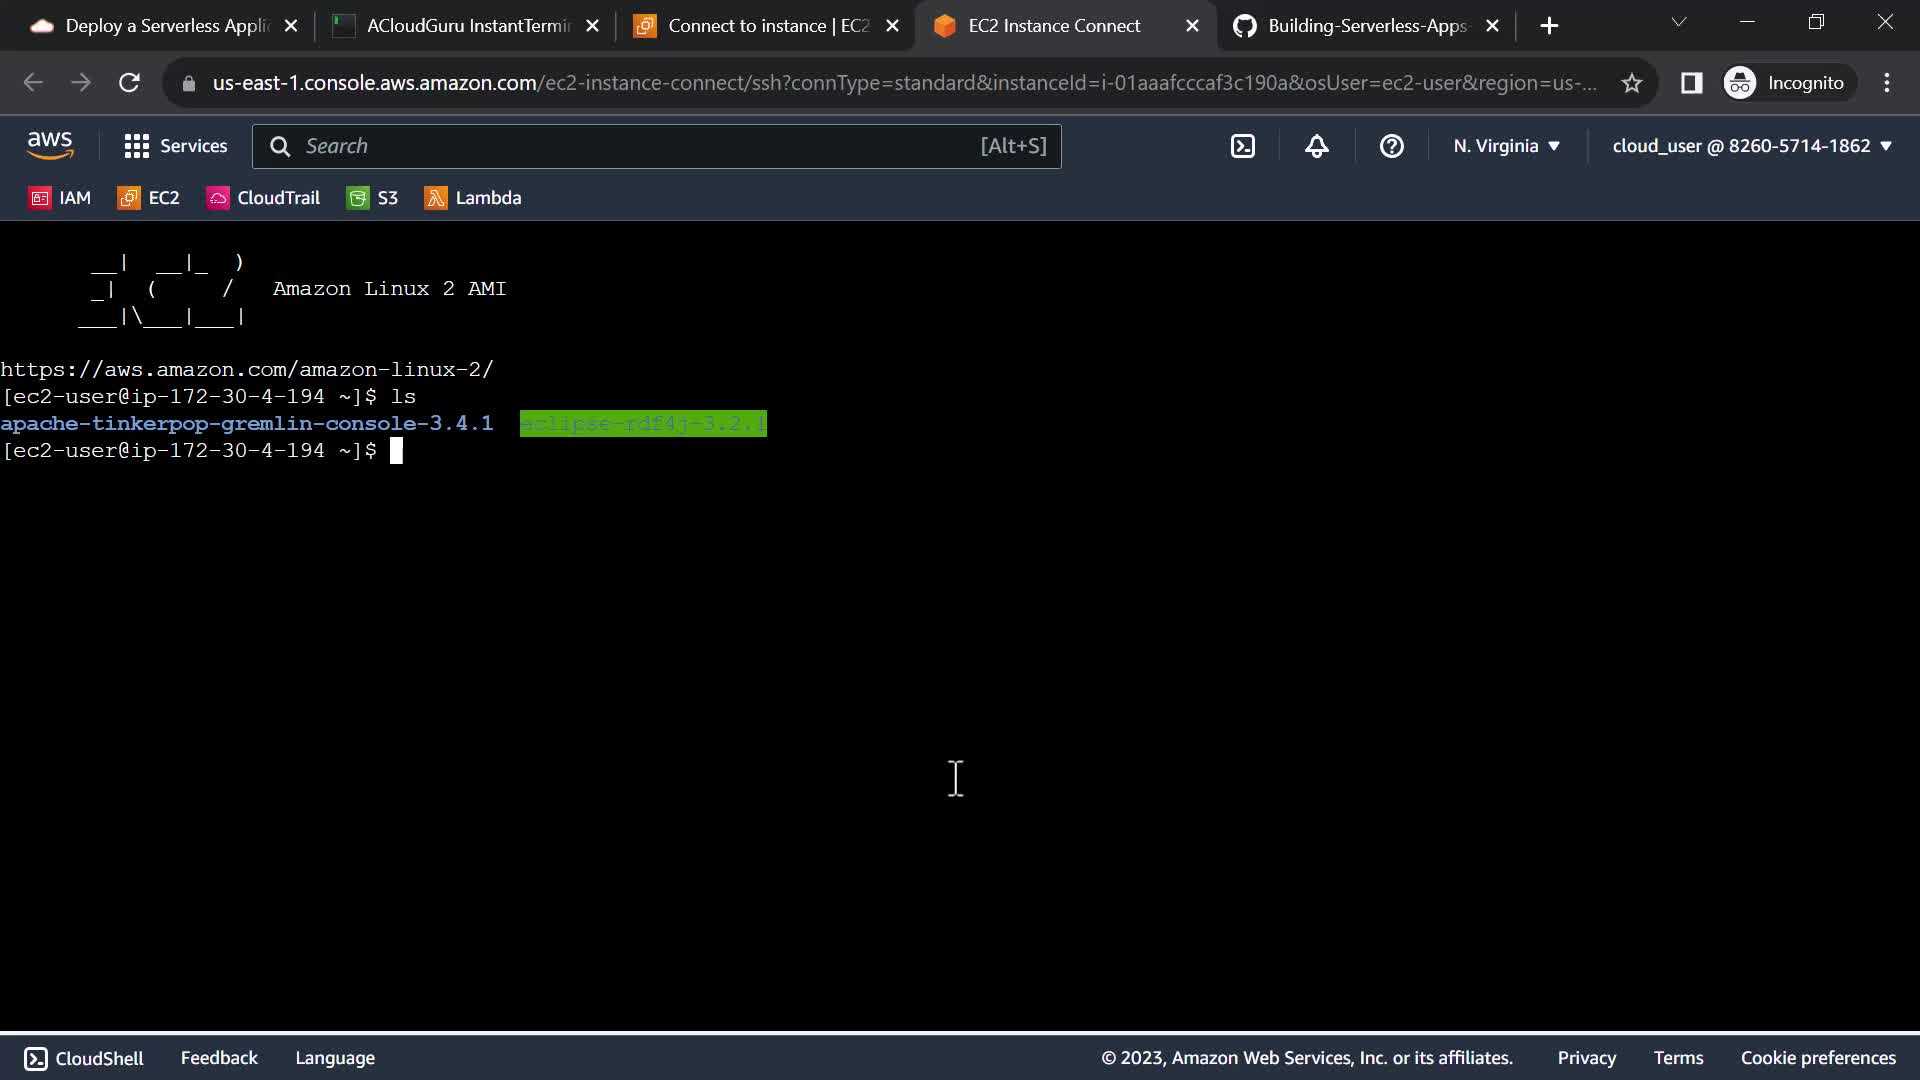 Deploy a Serverless Appli
ACloudGuru InstantTermin
Connect to instance | EC2
EC2 Instance Connect
Building-Serverless-Apps-
us-east-1.console.aws.amazon.com/ec2-instance-connect/ssh?connType=standard&instanceId=i-01aaafcccaf3c190a&osUser=ec2-user&region=us-...
Incognito
aws
Services
Search
[Alt+S]
N. Virginia
cloud_user @ 8260-5714-1862
IAM
EC2
CloudTrail
S3
Lambda
__|  __|_  )
_|  (     /   Amazon Linux 2 AMI
___|\___|___|
https://aws.amazon.com/amazon-linux-2/
[ec2-user@ip-172-30-4-194 ~]$ ls
apache-tinkerpop-gremlin-console-3.4.1  eclipse-rdf4j-3.2.1
[ec2-user@ip-172-30-4-194 ~]$
CloudShell
Feedback
Language
© 2023, Amazon Web Services, Inc. or its affiliates.
Privacy
Terms
Cookie preferences